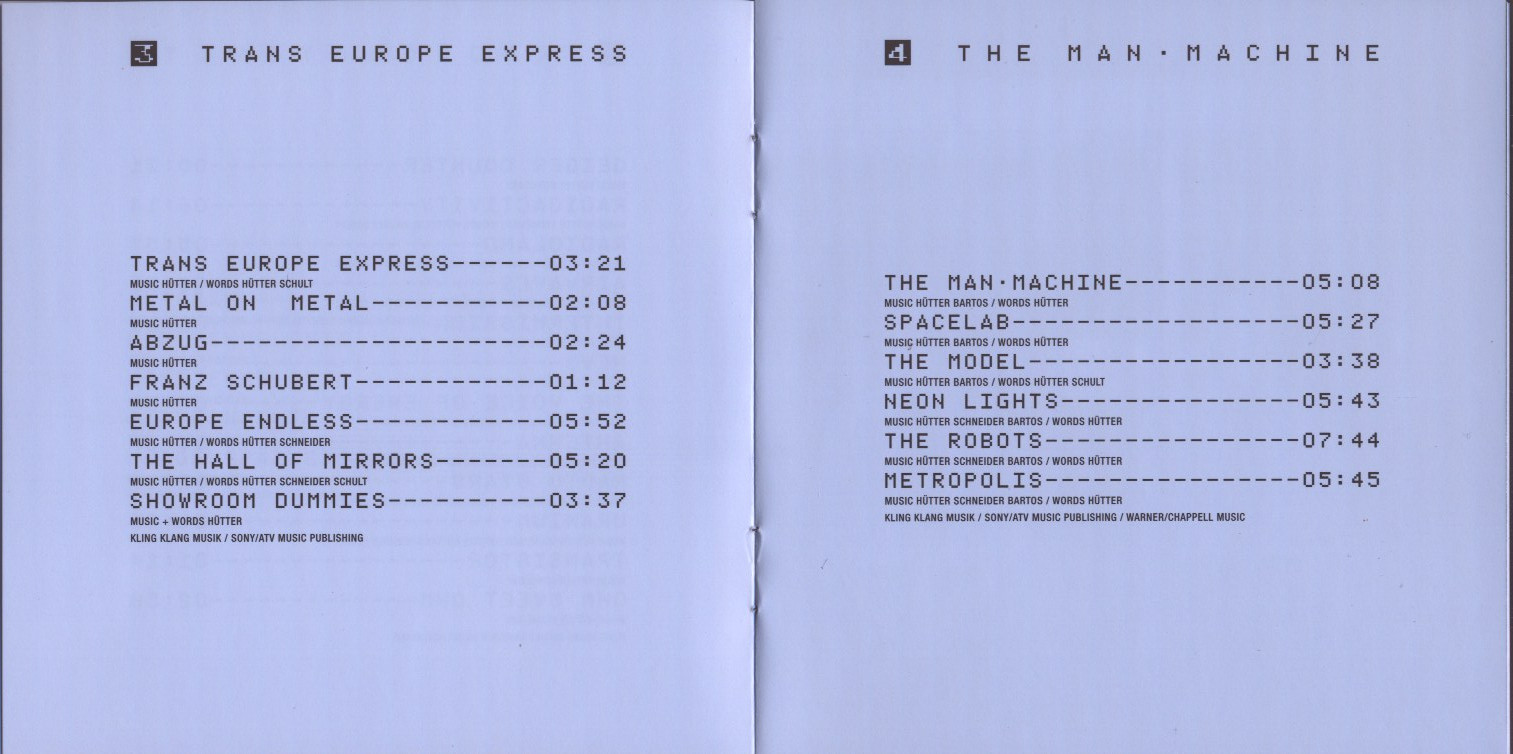 3 TRANS EUROPE EXPRESS
TRANS EUROPE EXPRESS------03:21
MUSIC HÜTTER / WORDS HÜTTER SCHULT
METAL ON METAL-----------02:08
MUSIC HÜTTER
ABZUG---------------------02:24
MUSIC HÜTTER
FRANZ SCHUBERT------------01:12
MUSIC HÜTTER
EUROPE ENDLESS------------05:52
MUSIC HÜTTER / WORDS HÜTTER SCHNEIDER
THE HALL OF MIRRORS-------05:20
MUSIC HÜTTER / WORDS HÜTTER SCHNEIDER SCHULT
SHOWROOM DUMMIES----------03:37
MUSIC + WORDS HÜTTER
KLING KLANG MUSIK / SONY/ATV MUSIC PUBLISHING
4 THE MAN·MACHINE
THE MAN·MACHINE-----------05:08
MUSIC HÜTTER BARTOS / WORDS HÜTTER
SPACELAB------------------05:27
MUSIC HÜTTER BARTOS / WORDS HÜTTER
THE MODEL-----------------03:38
MUSIC HÜTTER BARTOS / WORDS HÜTTER SCHULT
NEON LIGHTS---------------05:43
MUSIC HÜTTER SCHNEIDER BARTOS / WORDS HÜTTER
THE ROBOTS----------------07:44
MUSIC HÜTTER SCHNEIDER BARTOS / WORDS HÜTTER
METROPOLIS----------------05:45
MUSIC HÜTTER SCHNEIDER BARTOS / WORDS HÜTTER
KLING KLANG MUSIK / SONY/ATV MUSIC PUBLISHING / WARNER/CHAPPELL MUSIC